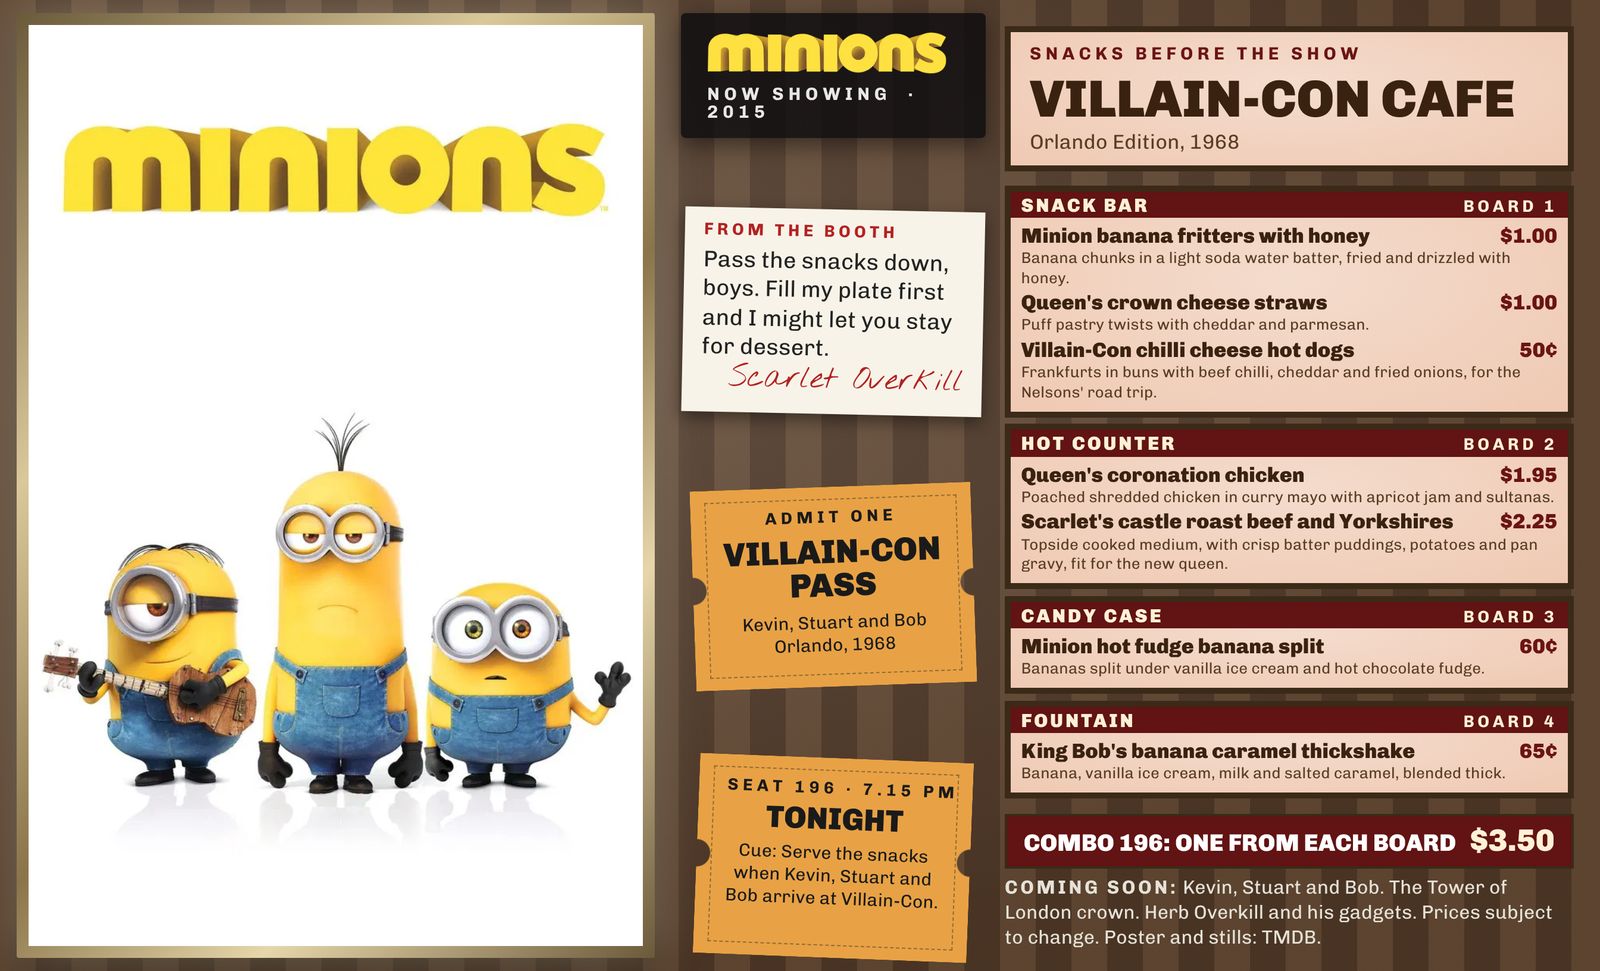 minions
TM
minions
NOW SHOWING ·
2015
FROM THE BOOTH
Pass the snacks down,
boys. Fill my plate first
and I might let you stay
for dessert.
Scarlet Overkill
ADMIT ONE
VILLAIN-CON
PASS
Kevin, Stuart and Bob
Orlando, 1968
SEAT 196 · 7.15 PM
TONIGHT
Cue: Serve the snacks
when Kevin, Stuart and
Bob arrive at Villain-Con.
SNACKS BEFORE THE SHOW
VILLAIN-CON CAFE
Orlando Edition, 1968
SNACK BAR BOARD 1
Minion banana fritters with honey $1.00
Banana chunks in a light soda water batter, fried and drizzled with
honey.
Queen's crown cheese straws $1.00
Puff pastry twists with cheddar and parmesan.
Villain-Con chilli cheese hot dogs 50¢
Frankfurts in buns with beef chilli, cheddar and fried onions, for the
Nelsons' road trip.
HOT COUNTER BOARD 2
Queen's coronation chicken $1.95
Poached shredded chicken in curry mayo with apricot jam and sultanas.
Scarlet's castle roast beef and Yorkshires $2.25
Topside cooked medium, with crisp batter puddings, potatoes and pan
gravy, fit for the new queen.
CANDY CASE BOARD 3
Minion hot fudge banana split 60¢
Bananas split under vanilla ice cream and hot chocolate fudge.
FOUNTAIN BOARD 4
King Bob's banana caramel thickshake 65¢
Banana, vanilla ice cream, milk and salted caramel, blended thick.
COMBO 196: ONE FROM EACH BOARD $3.50
COMING SOON: Kevin, Stuart and Bob. The Tower of
London crown. Herb Overkill and his gadgets. Prices subject
to change. Poster and stills: TMDB.